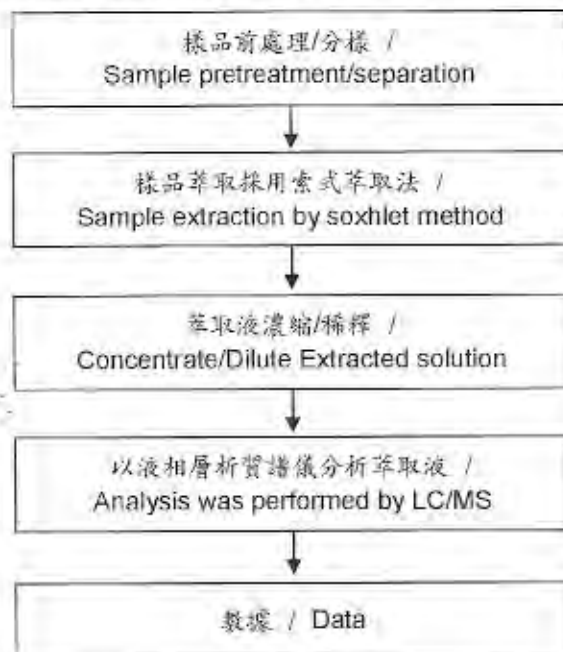 樣品前處理/分樣 /
Sample pretreatment/separation
樣品萃取採用索式萃取法 /
Sample extraction by soxhlet method
萃取液濃縮/稀釋 /
Concentrate/Dilute Extracted solution
以液相層析質譜儀分析萃取液 /
Analysis was performed by LC/MS
數據 / Data